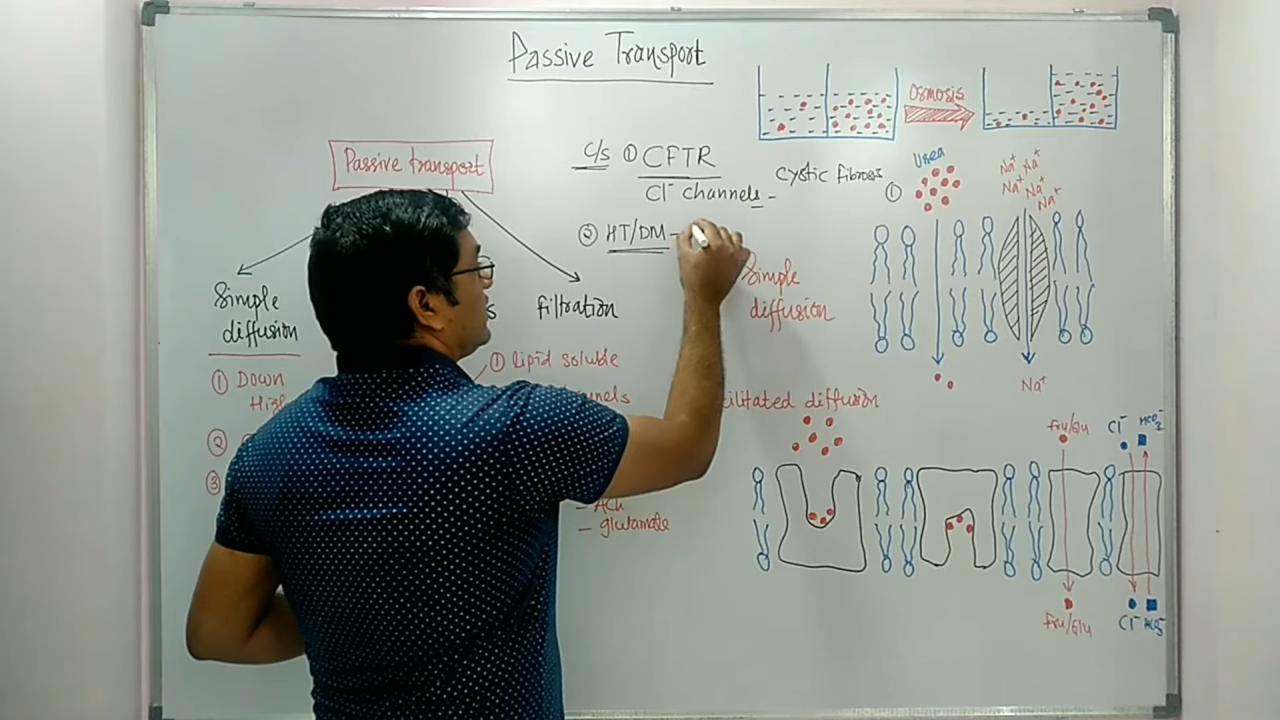 Passive Transport
Osmosis
Passive transport
C/s ① CFTR
Cl⁻ channels -
Cystic fibrosis
② HT/DM -
Simple
diffusion
filtration
① Down
②
③
① lipid soluble
- ACh
- glutamate
Urea
①
Na⁺ Na⁺
Na⁺ Na⁺
Na⁺
Simple
diffusion
Na⁺
diffusion
fru/Glu
Cl⁻ HCO₃⁻
fru/Glu
Cl⁻ HCO₃⁻